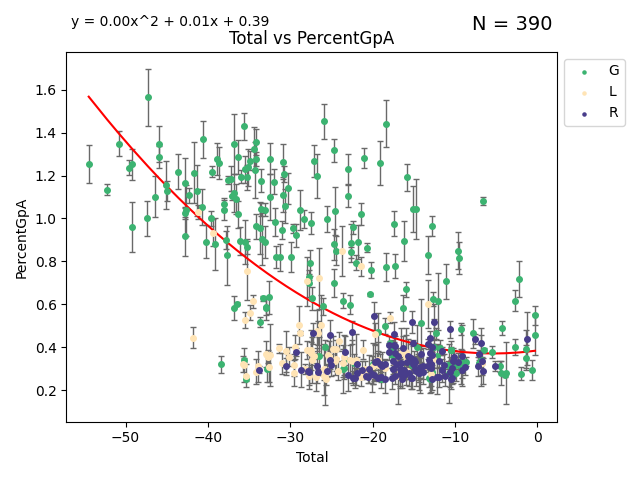 y = 0.00x^2 + 0.01x + 0.39
N = 390
Total vs PercentGpA
G
L
R
1.6
1.4
1.2
1.0
0.8
0.6
0.4
0.2
PercentGpA
−50
−40
−30
−20
−10
0
Total